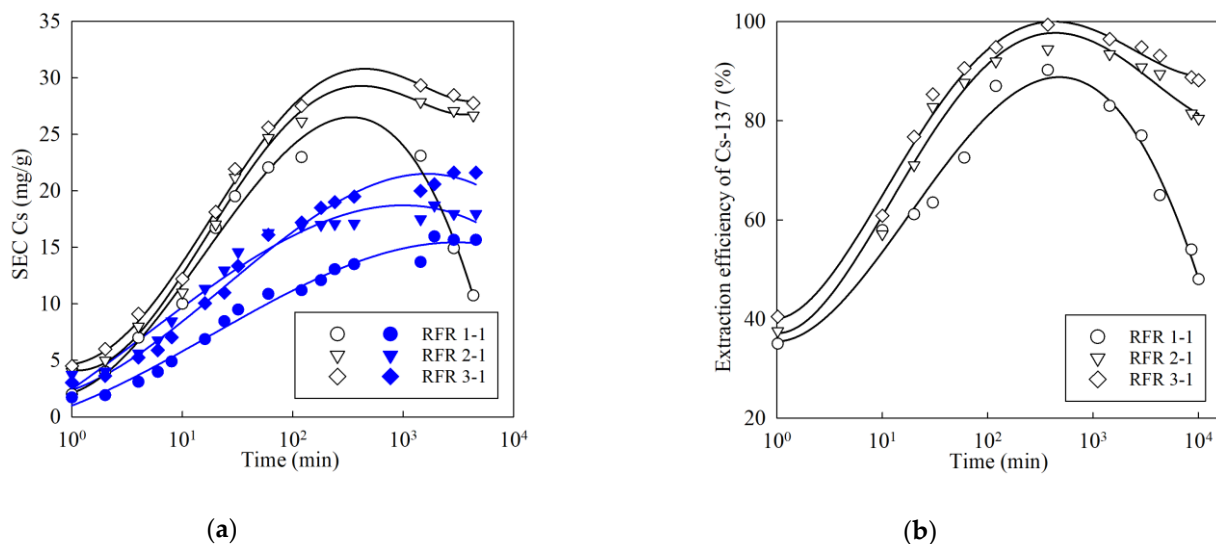 35
30
25
20
15
10
5
0
SEC Cs (mg/g)
RFR 1-1
RFR 2-1
RFR 3-1
10⁰ 10¹ 10² 10³ 10⁴
Time (min)
(a)
100
80
60
40
20
Extraction efficiency of Cs-137 (%)
RFR 1-1
RFR 2-1
RFR 3-1
10⁰ 10¹ 10² 10³ 10⁴
Time (min)
(b)